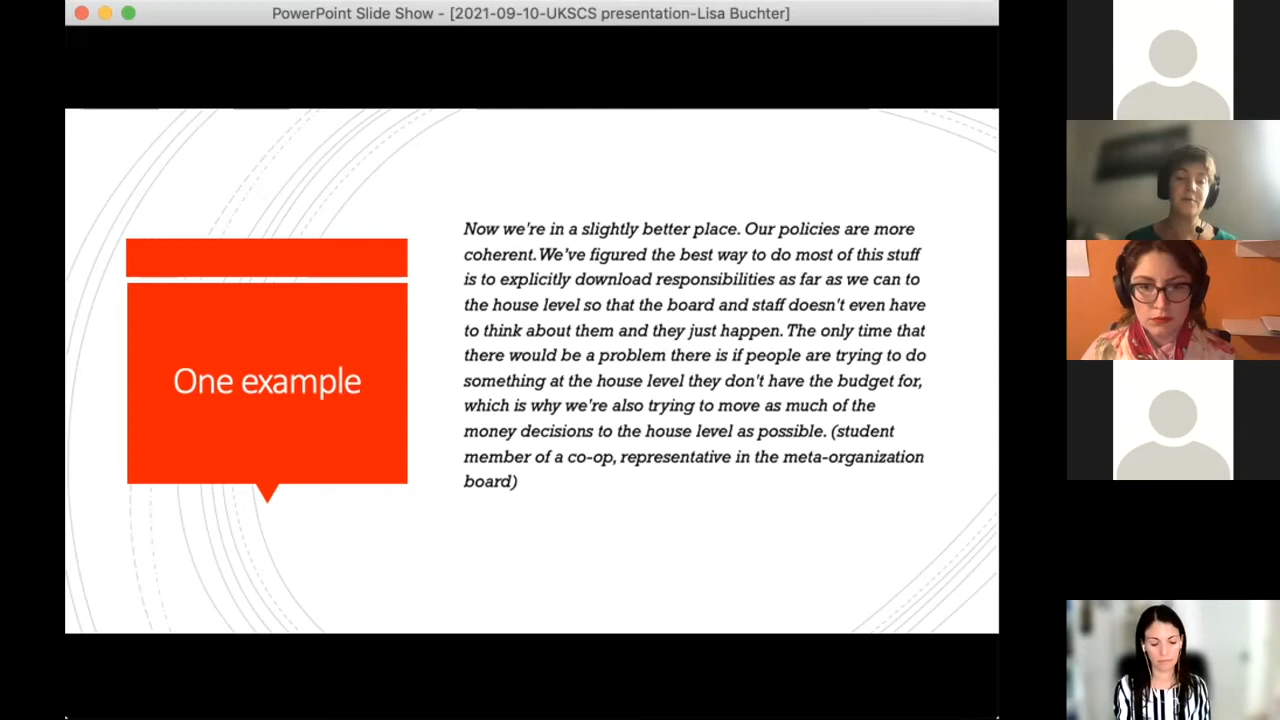 PowerPoint Slide Show - [2021-09-10-UKSCS presentation-Lisa Buchter]
One example
Now we're in a slightly better place. Our policies are more
coherent. We've figured the best way to do most of this stuff
is to explicitly download responsibilities as far as we can to
the house level so that the board and staff doesn't even have
to think about them and they just happen. The only time that
there would be a problem there is if people are trying to do
something at the house level they don't have the budget for,
which is why we're also trying to move as much of the
money decisions to the house level as possible. (student
member of a co-op, representative in the meta-organization
board)